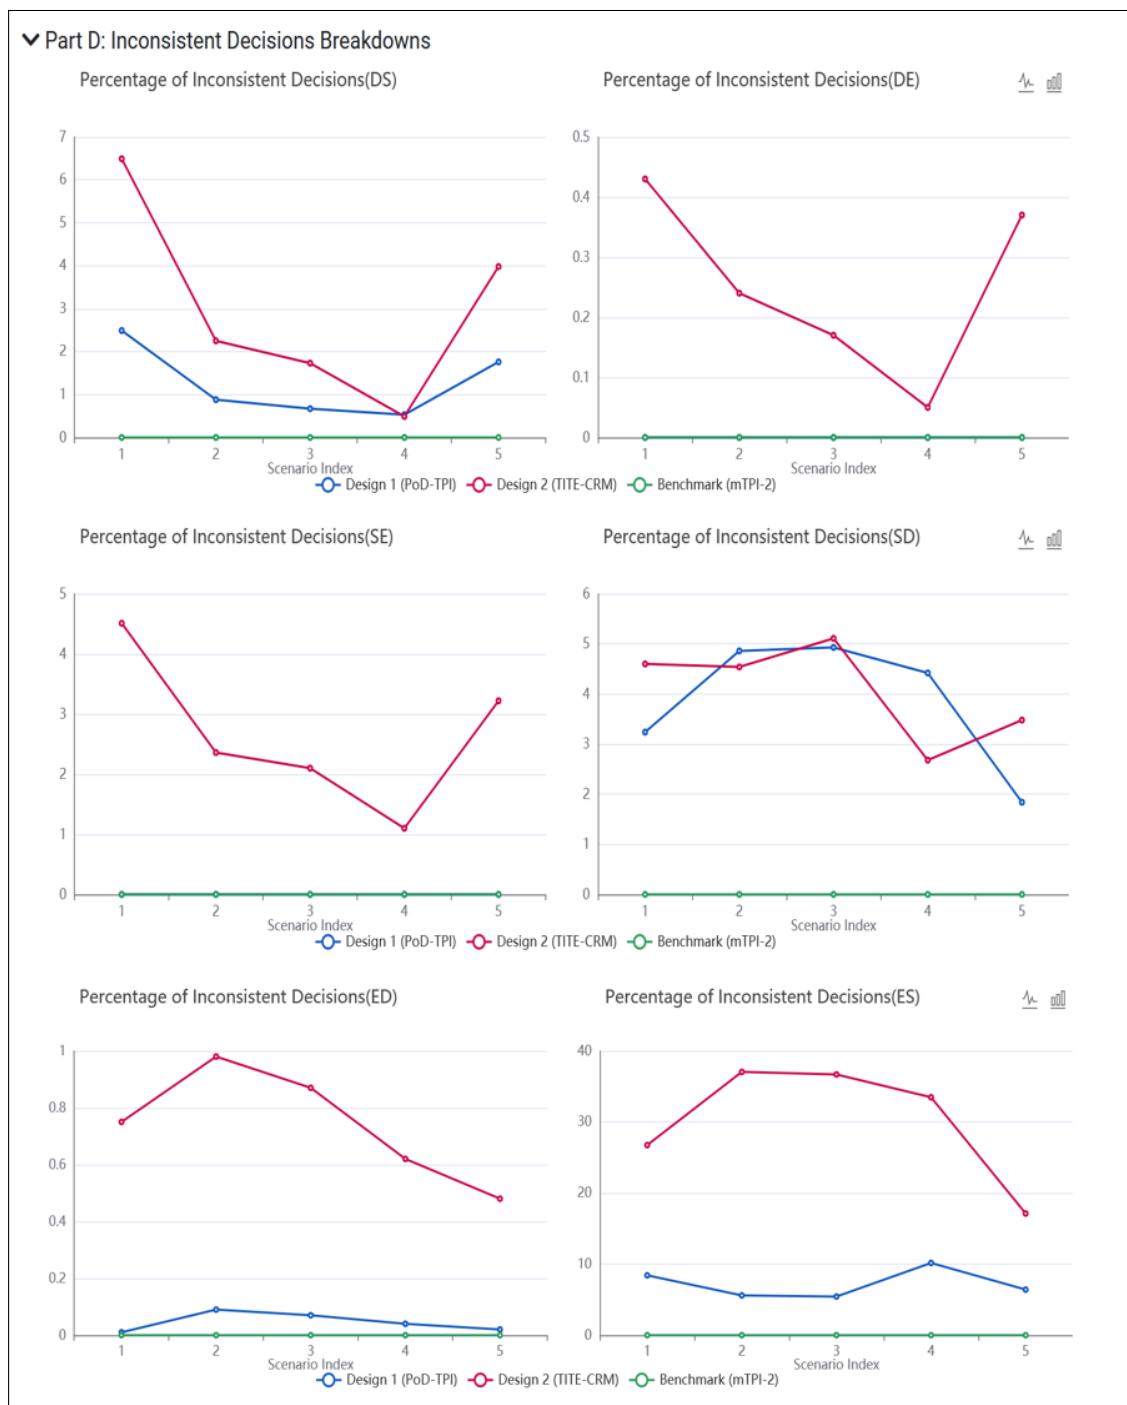 Part D: Inconsistent Decisions Breakdowns
Percentage of Inconsistent Decisions(DS)
7
6
5
4
3
2
1
0
1 2 3 4 5
Scenario Index
Percentage of Inconsistent Decisions(DE)
0.5
0.4
0.3
0.2
0.1
0
1 2 3 4 5
Scenario Index
Design 1 (PoD-TPI) Design 2 (TITE-CRM) Benchmark (mTPI-2)
Percentage of Inconsistent Decisions(SE)
5
4
3
2
1
0
1 2 3 4 5
Scenario Index
Percentage of Inconsistent Decisions(SD)
6
5
4
3
2
1
0
1 2 3 4 5
Scenario Index
Design 1 (PoD-TPI) Design 2 (TITE-CRM) Benchmark (mTPI-2)
Percentage of Inconsistent Decisions(ED)
1
0.8
0.6
0.4
0.2
0
1 2 3 4 5
Scenario Index
Percentage of Inconsistent Decisions(ES)
40
30
20
10
0
1 2 3 4 5
Scenario Index
Design 1 (PoD-TPI) Design 2 (TITE-CRM) Benchmark (mTPI-2)